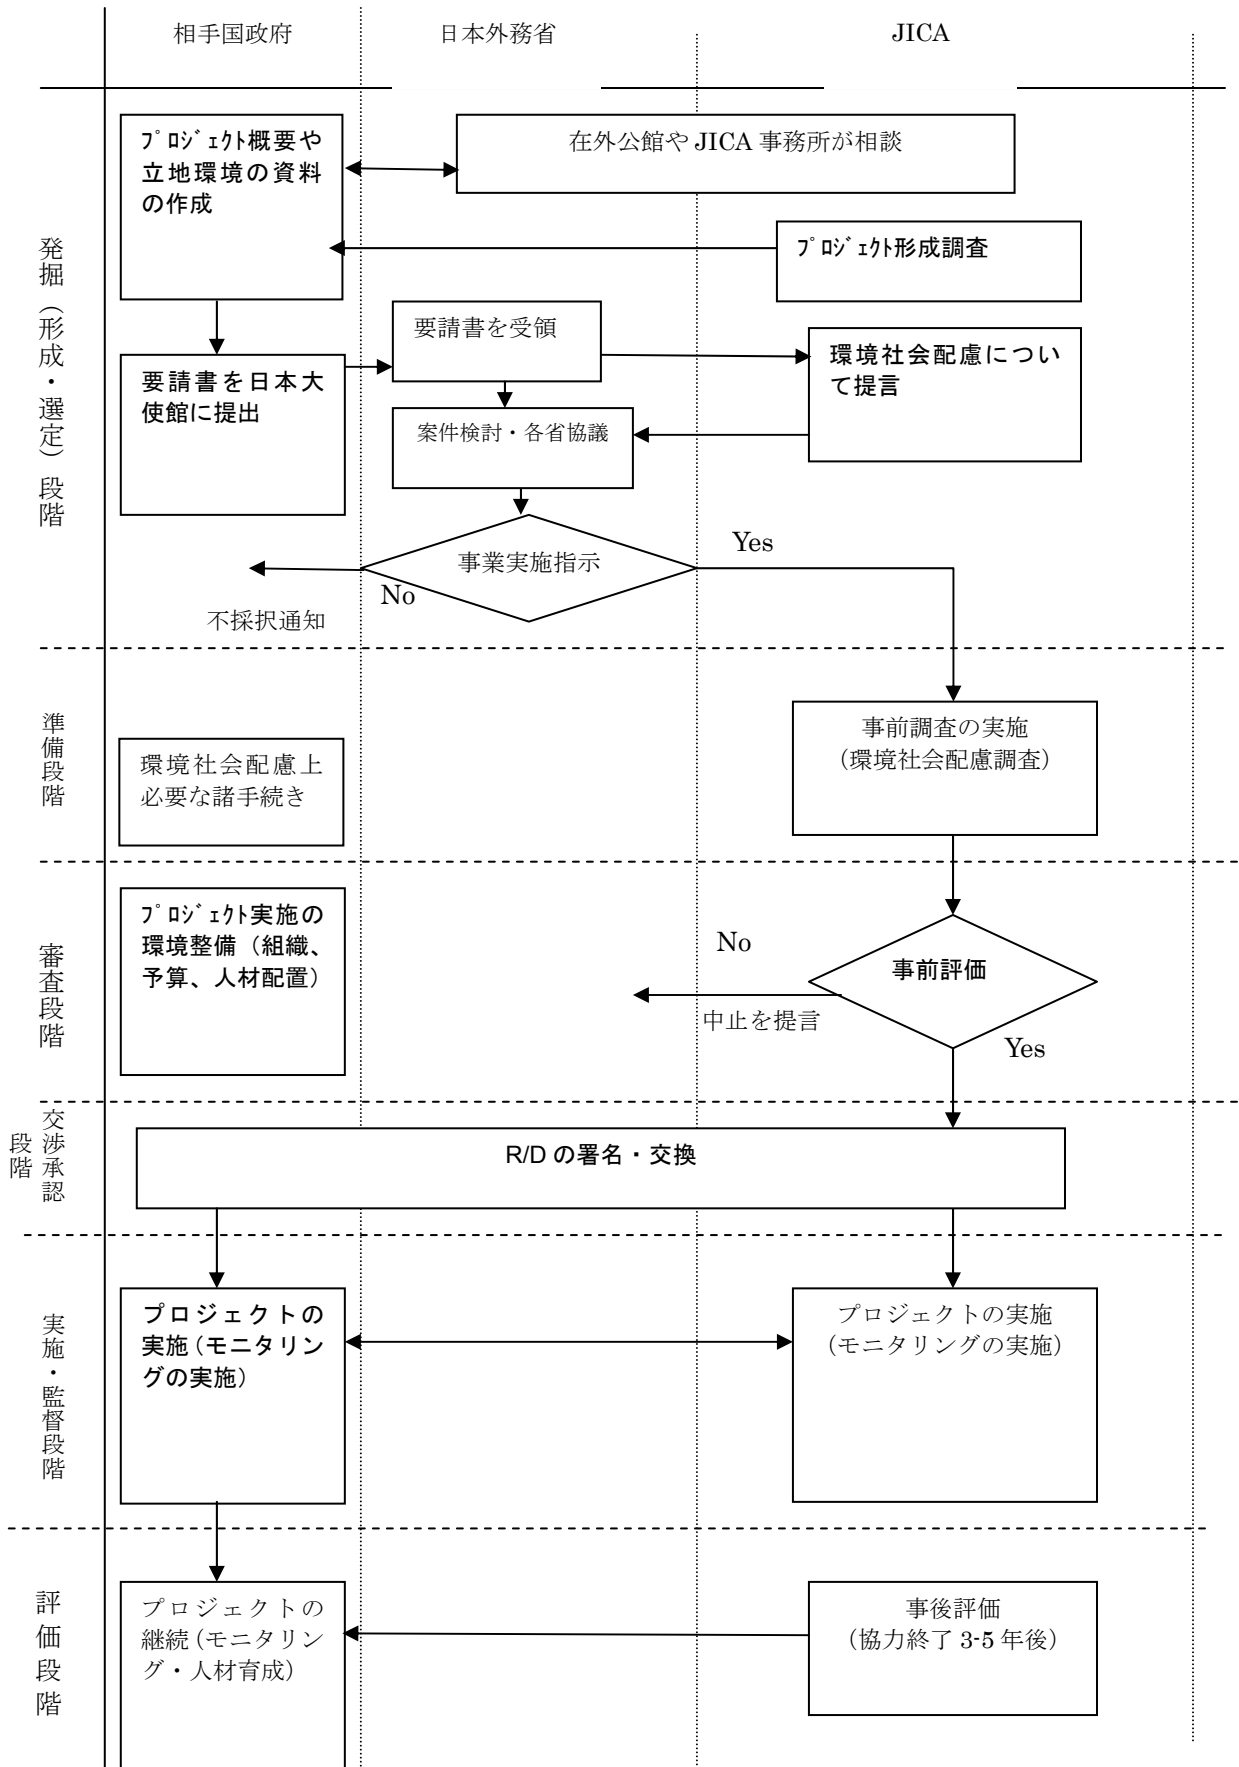 相手国政府
日本外務省
JICA
発掘（形成・選定）段階
ﾌﾟﾛｼﾞｪｸﾄ概要や
立地環境の資料
の作成
在外公館や JICA 事務所が相談
ﾌﾟﾛｼﾞｪｸﾄ形成調査
要請書を日本大
使館に提出
要請書を受領
環境社会配慮につい
て提言
案件検討・各省協議
事業実施指示
Yes
No
不採択通知
準備段階
環境社会配慮上
必要な諸手続き
事前調査の実施
（環境社会配慮調査）
審査段階
ﾌﾟﾛｼﾞｪｸﾄ実施の
環境整備（組織、
予算、人材配置）
事前評価
No
中止を提言
Yes
交渉承認
段階
R/D の署名・交換
実施・監督段階
プロジェクトの
実施（モニタリン
グの実施）
プロジェクトの実施
（モニタリングの実施）
評価段階
プロジェクトの
継続（モニタリン
グ・人材育成）
事後評価
（協力終了 3-5 年後）